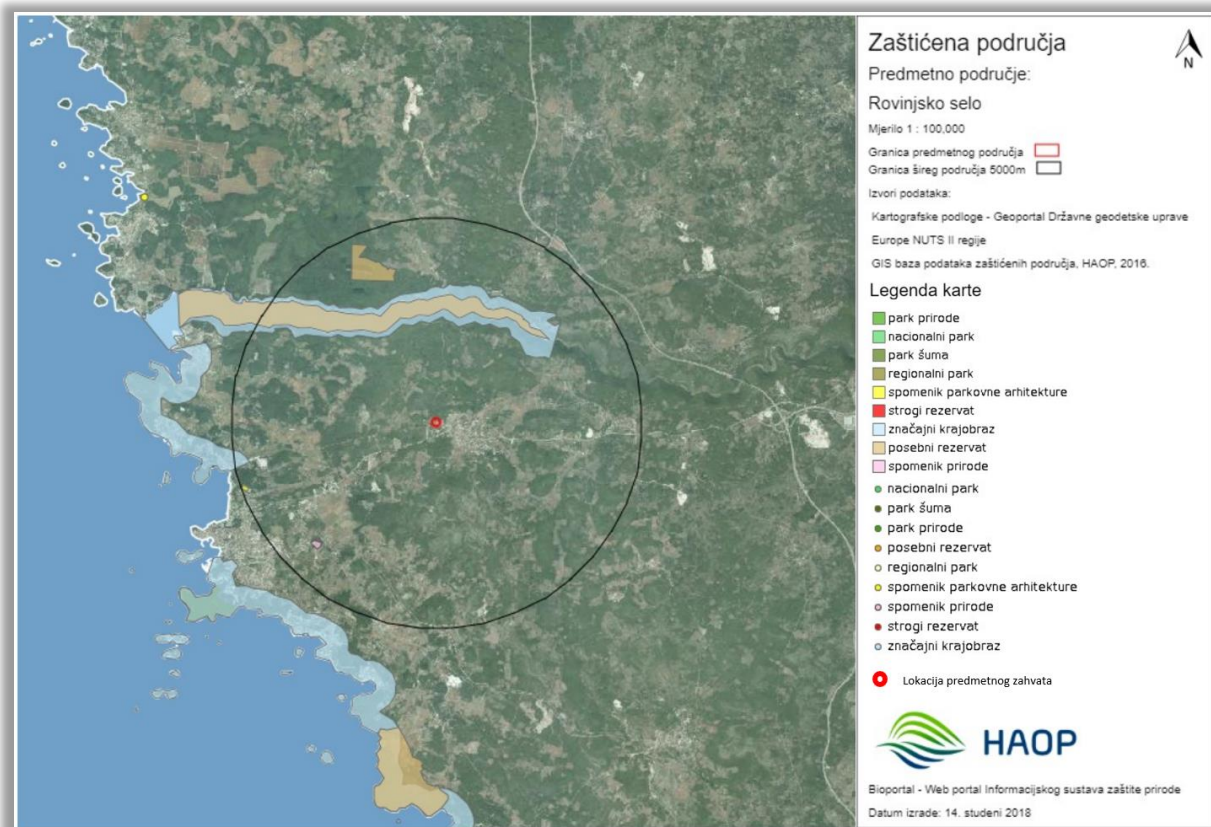 Zaštićena područja
N
Predmetno područje:
Rovinjsko selo
Mjerilo 1 : 100,000
Granica predmetnog područja
Granica šireg područja 5000m
Izvori podataka:
Kartografske podloge - Geoportal Državne geodetske uprave
Europe NUTS II regije
GIS baza podataka zaštićenih područja, HAOP, 2016.
Legenda karte
park prirode
nacionalni park
park šuma
regionalni park
spomenik parkovne arhitekture
strogi rezervat
značajni krajobraz
posebni rezervat
spomenik prirode
nacionalni park
park šuma
park prirode
posebni rezervat
regionalni park
spomenik parkovne arhitekture
spomenik prirode
strogi rezervat
značajni krajobraz
Lokacija predmetnog zahvata
HAOP
Bioportal - Web portal Informacijskog sustava zaštite prirode
Datum izrade: 14. studeni 2018